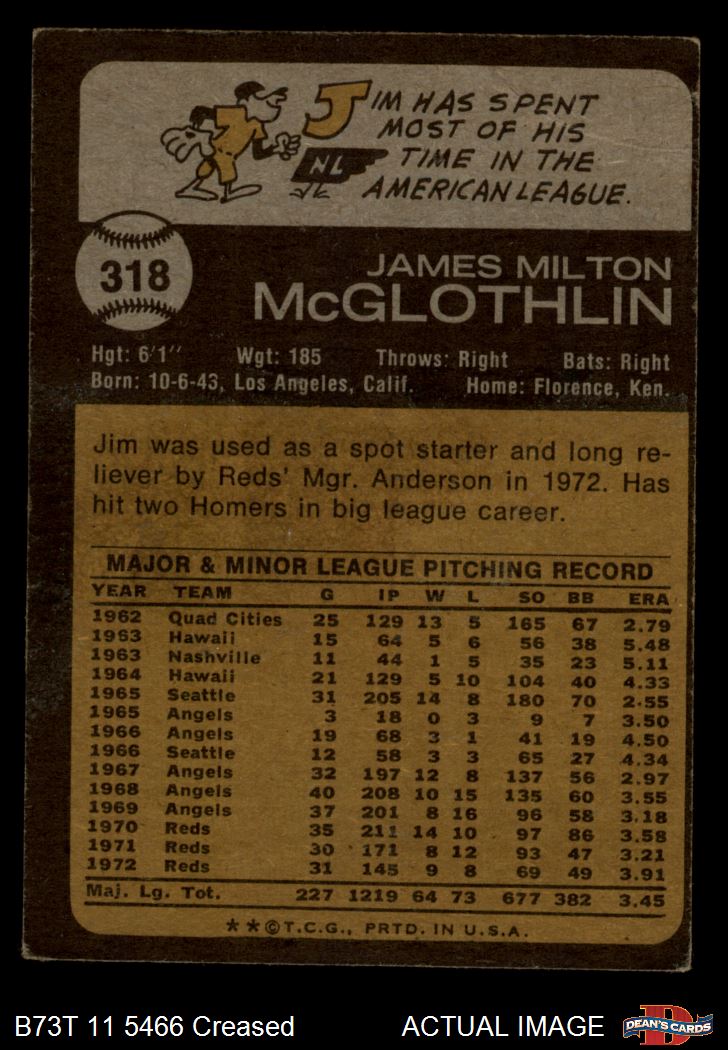 JIM HAS SPENT
MOST OF HIS
NL TIME IN THE
AMERICAN LEAGUE.
318
JAMES MILTON
McGLOTHLIN
Hgt: 6'1" Wgt: 185 Throws: Right Bats: Right
Born: 10-6-43, Los Angeles, Calif. Home: Florence, Ken.
Jim was used as a spot starter and long re-
liever by Reds' Mgr. Anderson in 1972. Has
hit two Homers in big league career.
MAJOR & MINOR LEAGUE PITCHING RECORD
YEAR TEAM G IP W L SO BB ERA
1962 Quad Cities 25 129 13 5 165 67 2.79
1963 Hawaii 15 64 5 6 56 38 5.48
1963 Nashville 11 44 1 5 35 23 5.11
1964 Hawaii 21 129 5 10 104 40 4.33
1965 Seattle 31 205 14 8 180 70 2.55
1965 Angels 3 18 0 3 9 7 3.50
1966 Angels 19 68 3 1 41 19 4.50
1966 Seattle 12 58 3 3 65 27 4.34
1967 Angels 32 197 12 8 137 56 2.97
1968 Angels 40 208 10 15 135 60 3.55
1969 Angels 37 201 8 16 96 58 3.18
1970 Reds 35 211 14 10 97 86 3.58
1971 Reds 30 171 8 12 93 47 3.21
1972 Reds 31 145 9 8 69 49 3.91
Maj. Lg. Tot. 227 1219 64 73 677 382 3.45
**©T.C.G., PRTD. IN U.S.A.
B73T 11 5466 Creased ACTUAL IMAGE
D
DEAN'S CARDS